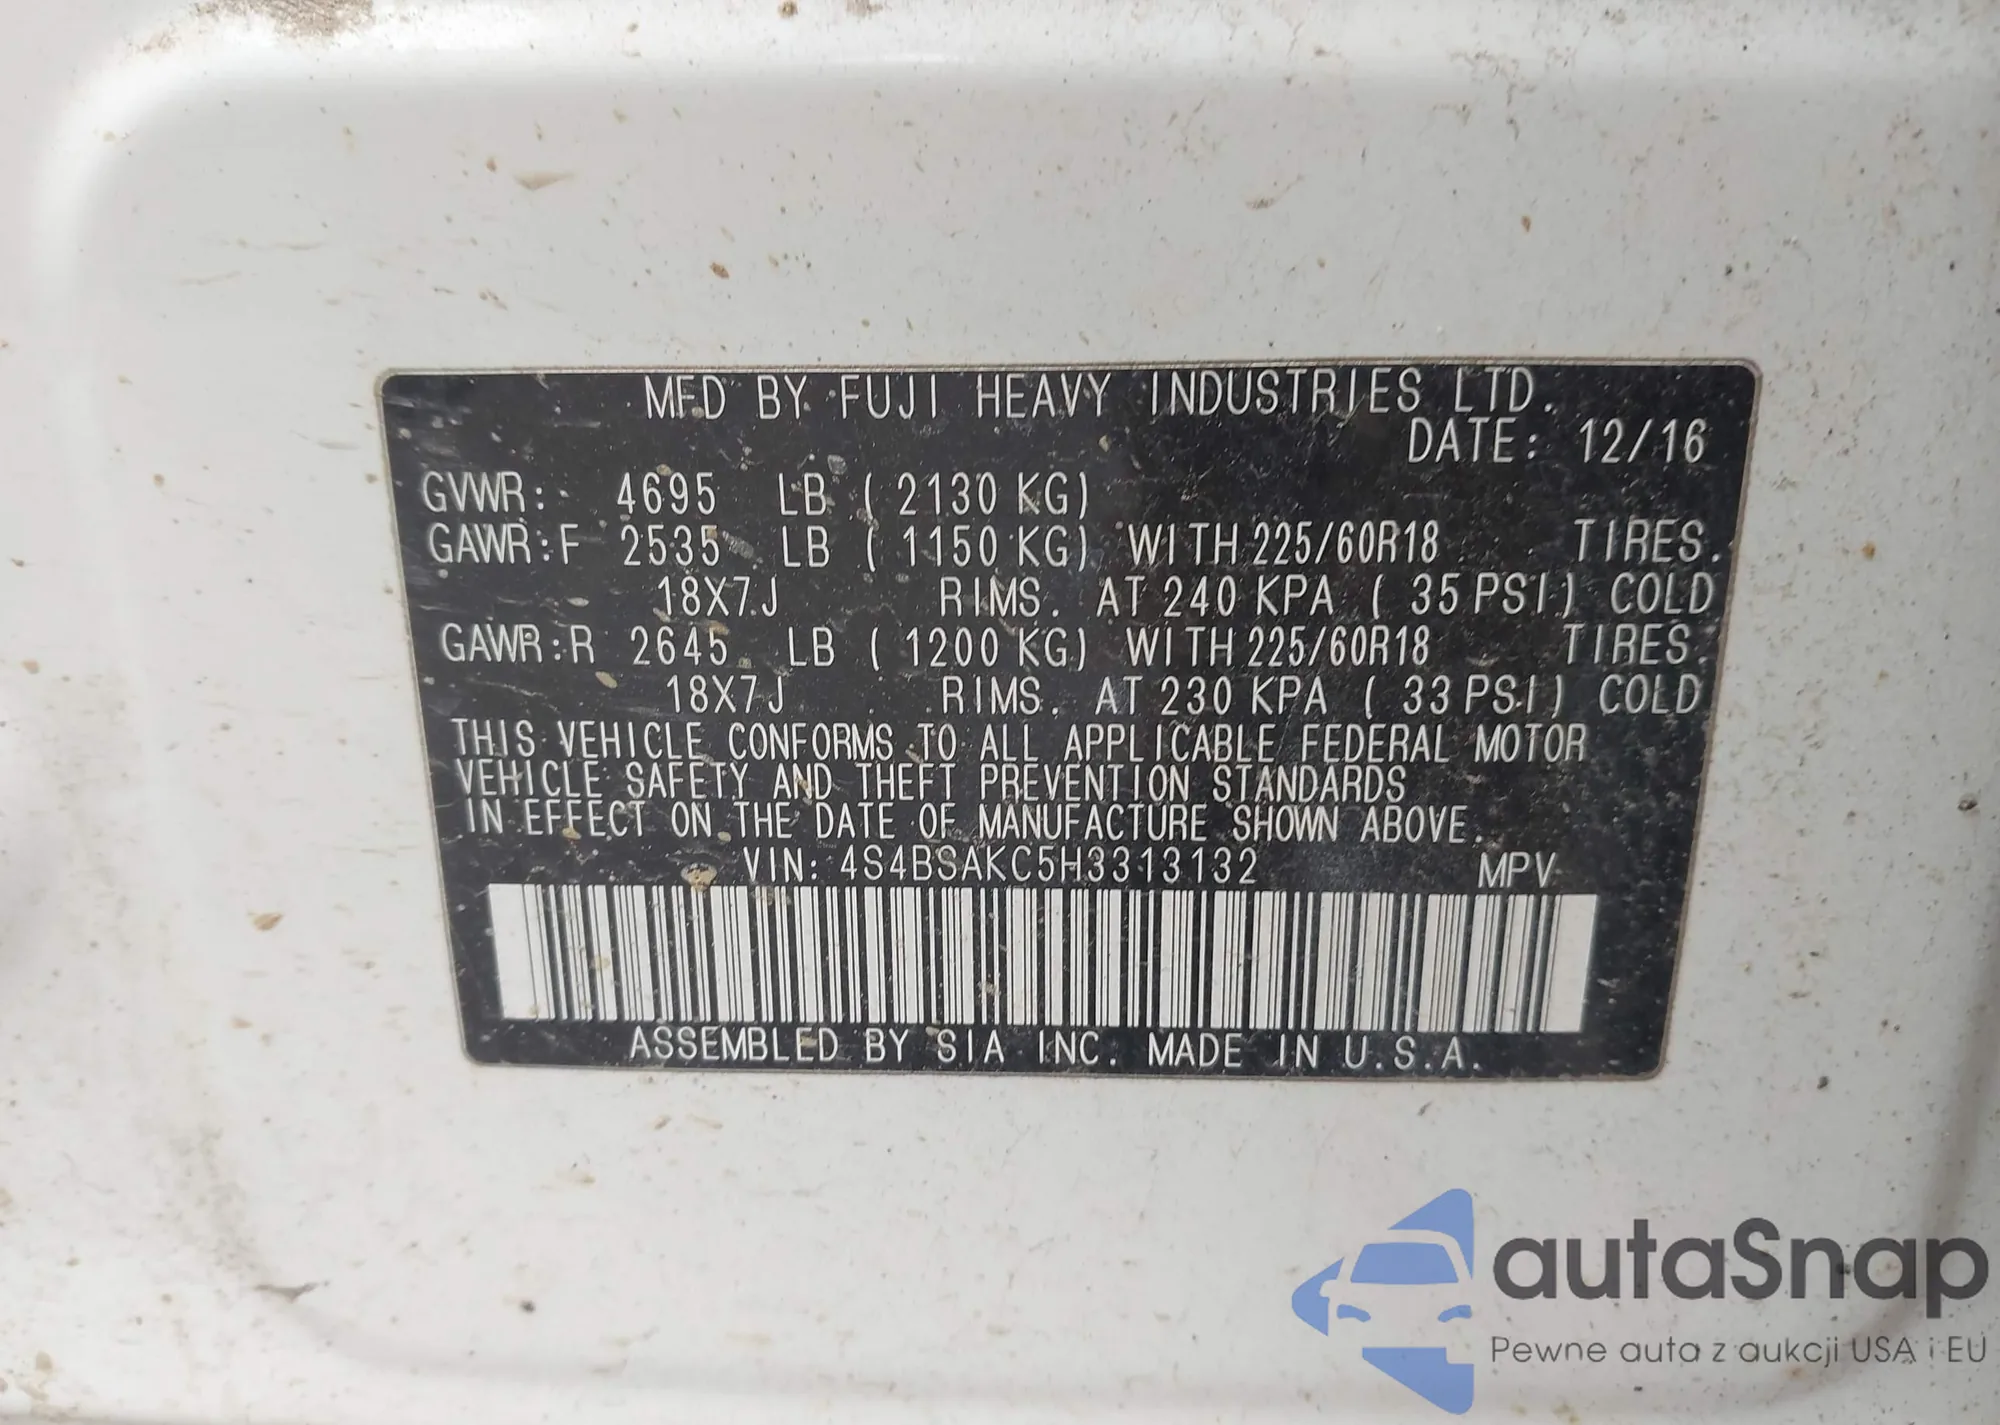 MFD BY FUJI HEAVY INDUSTRIES LTD.
DATE: 12/16
GVWR: 4695 LB ( 2130 KG)
GAWR:F 2535 LB ( 1150 KG) WITH 225/60R18 TIRES.
18X7J RIMS. AT 240 KPA ( 35 PSI) COLD
GAWR:R 2645 LB ( 1200 KG) WITH 225/60R18 TIRES.
18X7J RIMS. AT 230 KPA ( 33 PSI) COLD
THIS VEHICLE CONFORMS TO ALL APPLICABLE FEDERAL MOTOR
VEHICLE SAFETY AND THEFT PREVENTION STANDARDS
IN EFFECT ON THE DATE OF MANUFACTURE SHOWN ABOVE.
VIN: 4S4BSAKC5H3313132 MPV
ASSEMBLED BY SIA INC. MADE IN U.S.A.
autaSnap
Pewne auta z aukcji USA i EU